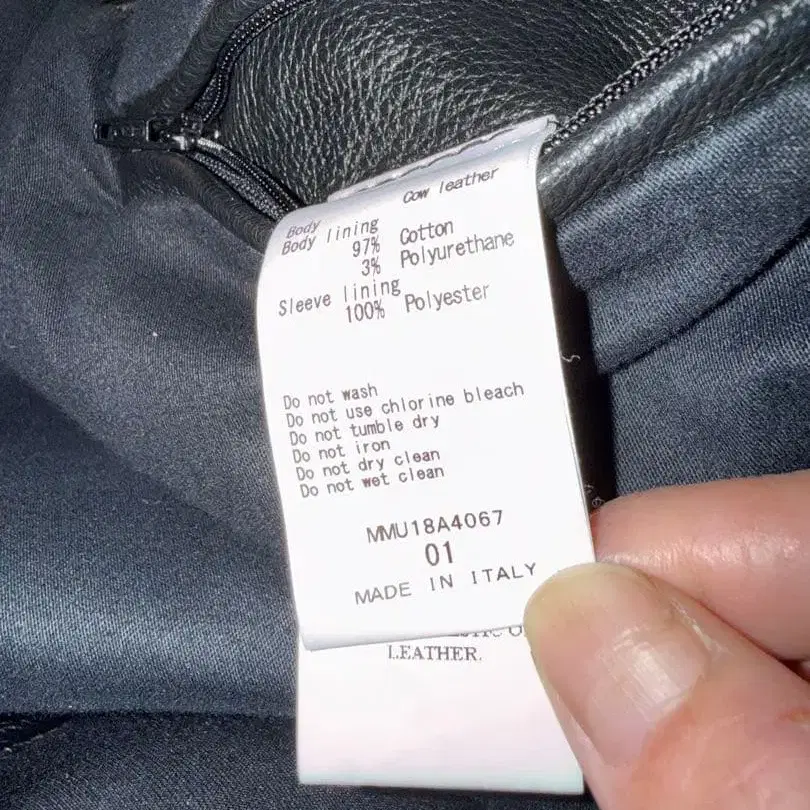 Body Cow leather
Body lining
97% Cotton
3% Polyurethane
Sleeve lining
100% Polyester
Do not wash
Do not use chlorine bleach
Do not tumble dry
Do not iron
Do not dry clean
Do not wet clean
MMU18A4067
01
MADE IN ITALY
LEATHER.